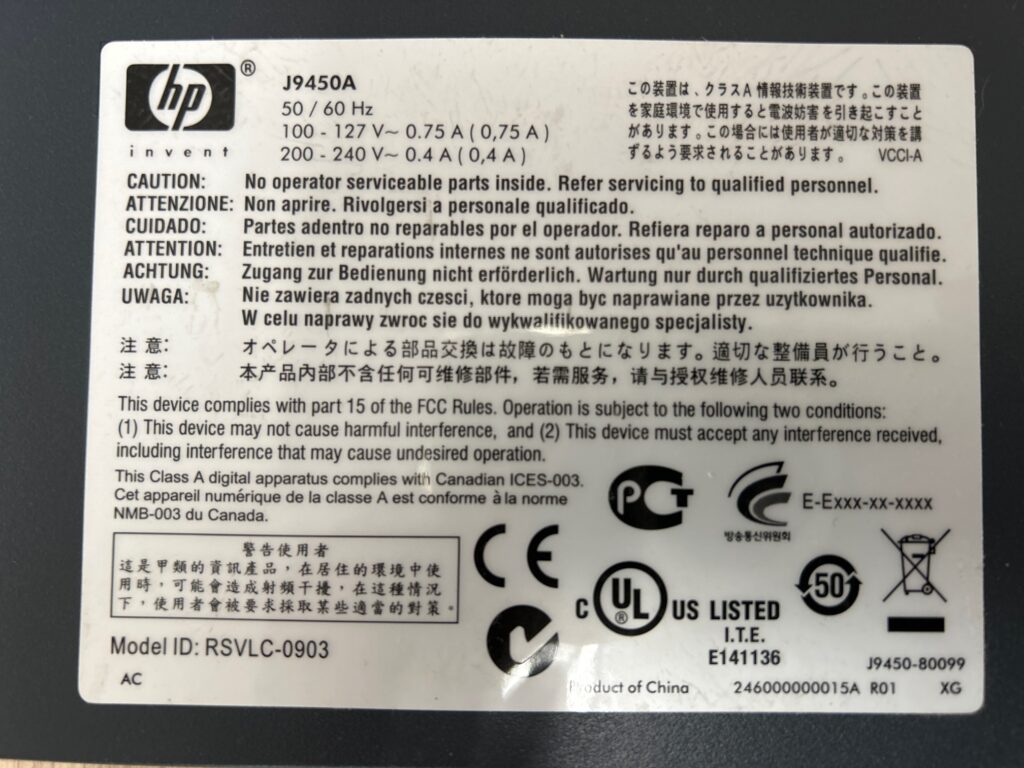 hp ®
invent
J9450A
50 / 60 Hz
100 - 127 V~ 0.75 A ( 0,75 A )
200 - 240 V~ 0.4 A ( 0,4 A )
この装置は、クラスA 情報技術装置です。この装置
を家庭環境で使用すると電波妨害を引き起こすこと
があります。この場合には使用者が適切な対策を講
ずるよう要求されることがあります。 VCCI-A
CAUTION: No operator serviceable parts inside. Refer servicing to qualified personnel.
ATTENZIONE: Non aprire. Rivolgersi a personale qualificado.
CUIDADO: Partes adentro no reparables por el operador. Refiera reparo a personal autorizado.
ATTENTION: Entretien et reparations internes ne sont autorises qu'au personnel technique qualifie.
ACHTUNG: Zugang zur Bedienung nicht erförderlich. Wartung nur durch qualifiziertes Personal.
UWAGA: Nie zawiera zadnych czesci, ktore moga byc naprawiane przez uzytkownika.
W celu naprawy zwroc sie do wykwalifikowanego specjalisty.
注 意: オペレータによる部品交換は故障のもとになります。適切な整備員が行うこと。
注 意: 本产品内部不含任何可维修部件，若需服务，请与授权维修人员联系。
This device complies with part 15 of the FCC Rules. Operation is subject to the following two conditions:
(1) This device may not cause harmful interference, and (2) This device must accept any interference received,
including interference that may cause undesired operation.
This Class A digital apparatus complies with Canadian ICES-003.
Cet appareil numérique de la classe A est conforme à la norme
NMB-003 du Canada.
PCT
E-Exxx-xx-xxxx
방송통신위원회
警告使用者
這是甲類的資訊產品，在居住的環境中使
用時，可能會造成射頻干擾，在這種情況
下，使用者會被要求採取某些適當的對策。
CE
C UL ® US LISTED
I.T.E.
E141136
50
Model ID: RSVLC-0903
AC
Product of China
246000000015A R01 XG
J9450-80099